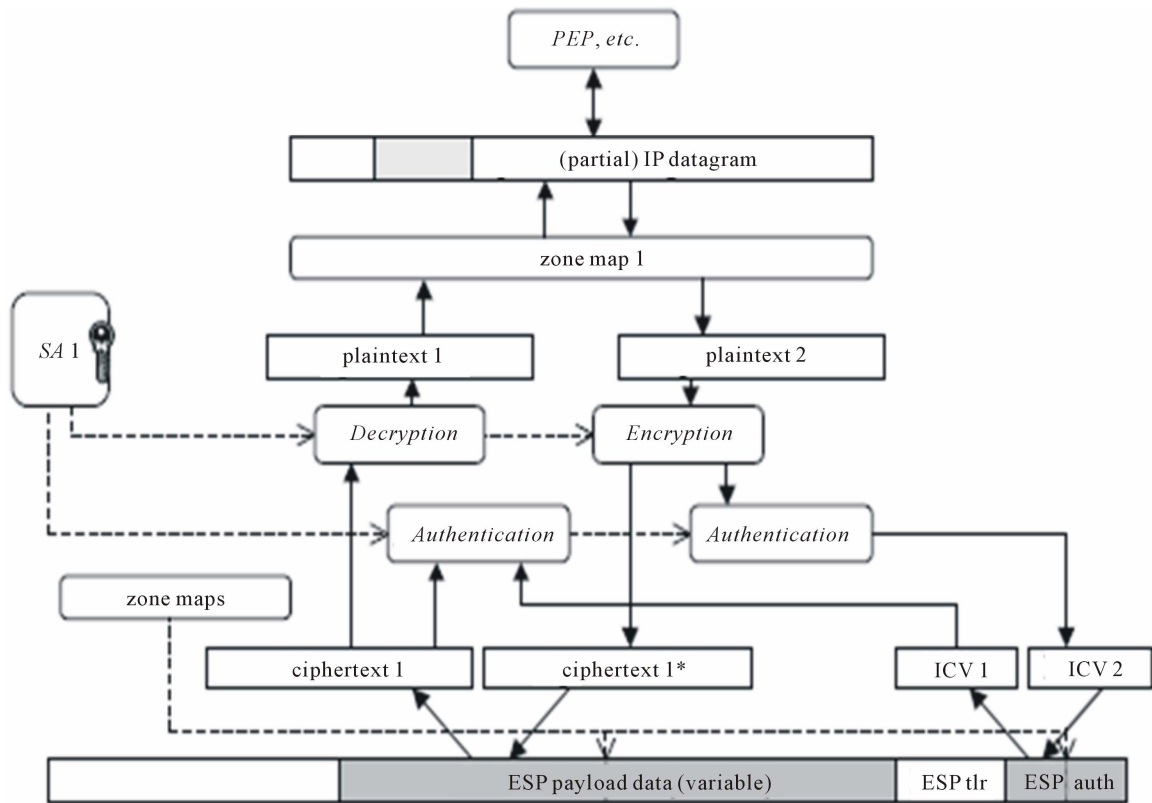 PEP, etc.
(partial) IP datagram
zone map 1
SA 1
plaintext 1
plaintext 2
Decryption
Encryption
Authentication
Authentication
zone maps
ciphertext 1
ciphertext 1*
ICV 1
ICV 2
ESP payload data (variable)
ESP tlr
ESP auth